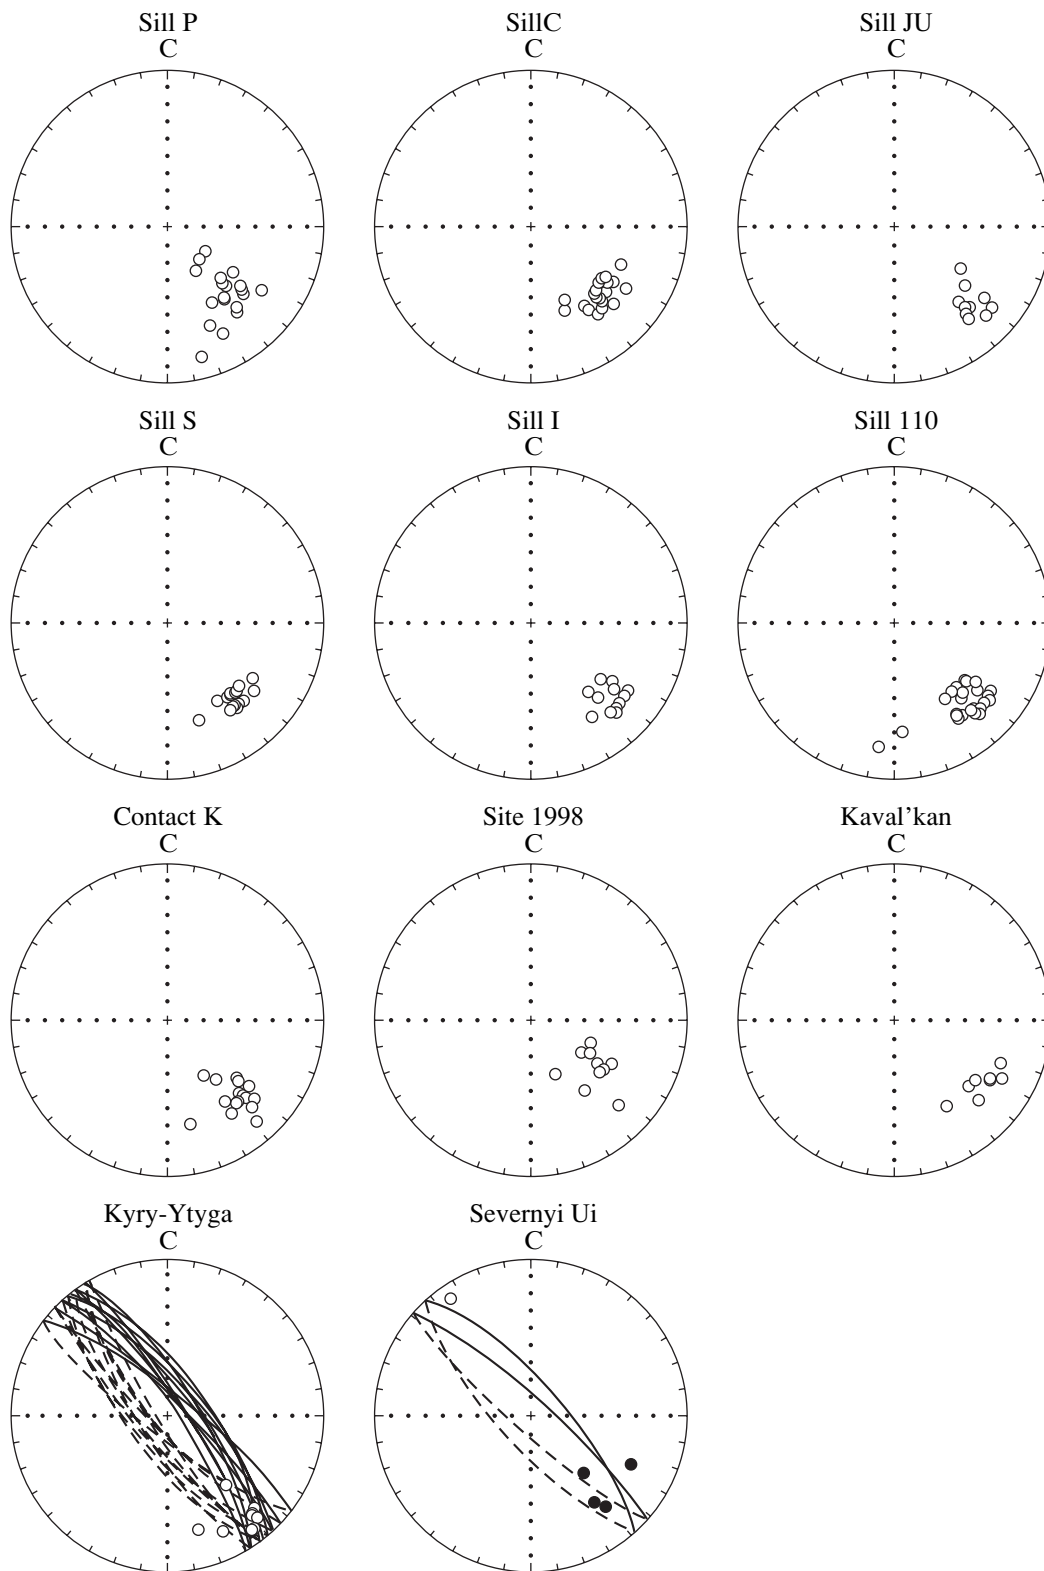 Sill P
SillC
Sill JU
С
С
С
Sill S
Sill I
Sill 110
С
С
С
Contact K
Site 1998
Kaval’kan
С
С
С
Kyry-Ytyga
Severnyi Ui
С
С